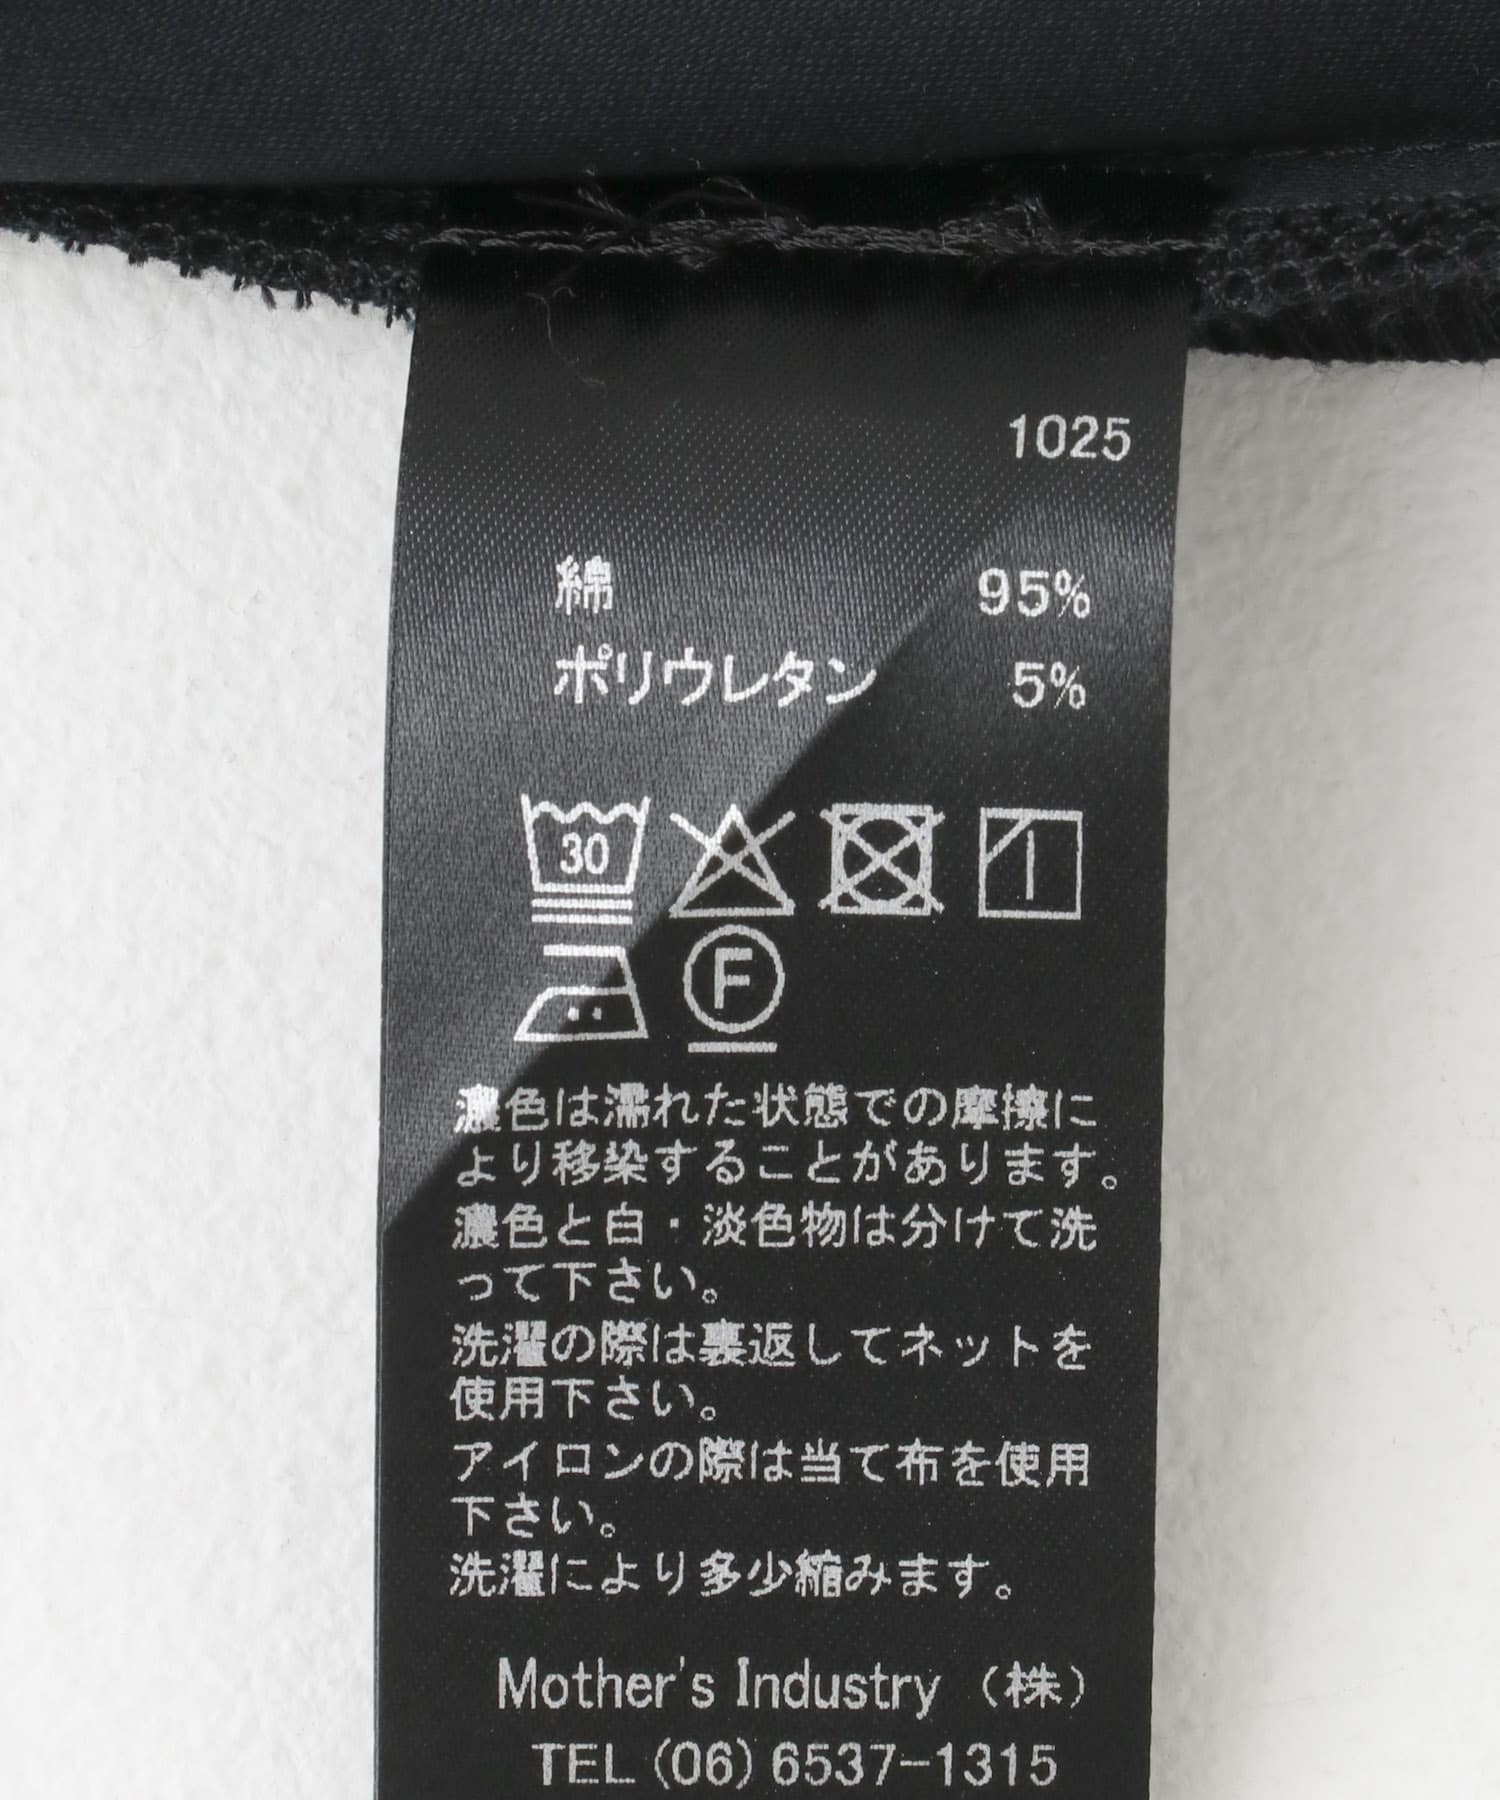 1025
綿 95%
ポリウレタン 5%
30
F
濃色は濡れた状態での摩擦に
より移染することがあります。
濃色と白・淡色物は分けて洗
って下さい。
洗濯の際は裏返してネットを
使用下さい。
アイロンの際は当て布を使用
下さい。
洗濯により多少縮みます。
Mother's Industry （株）
TEL (06) 6537-1315